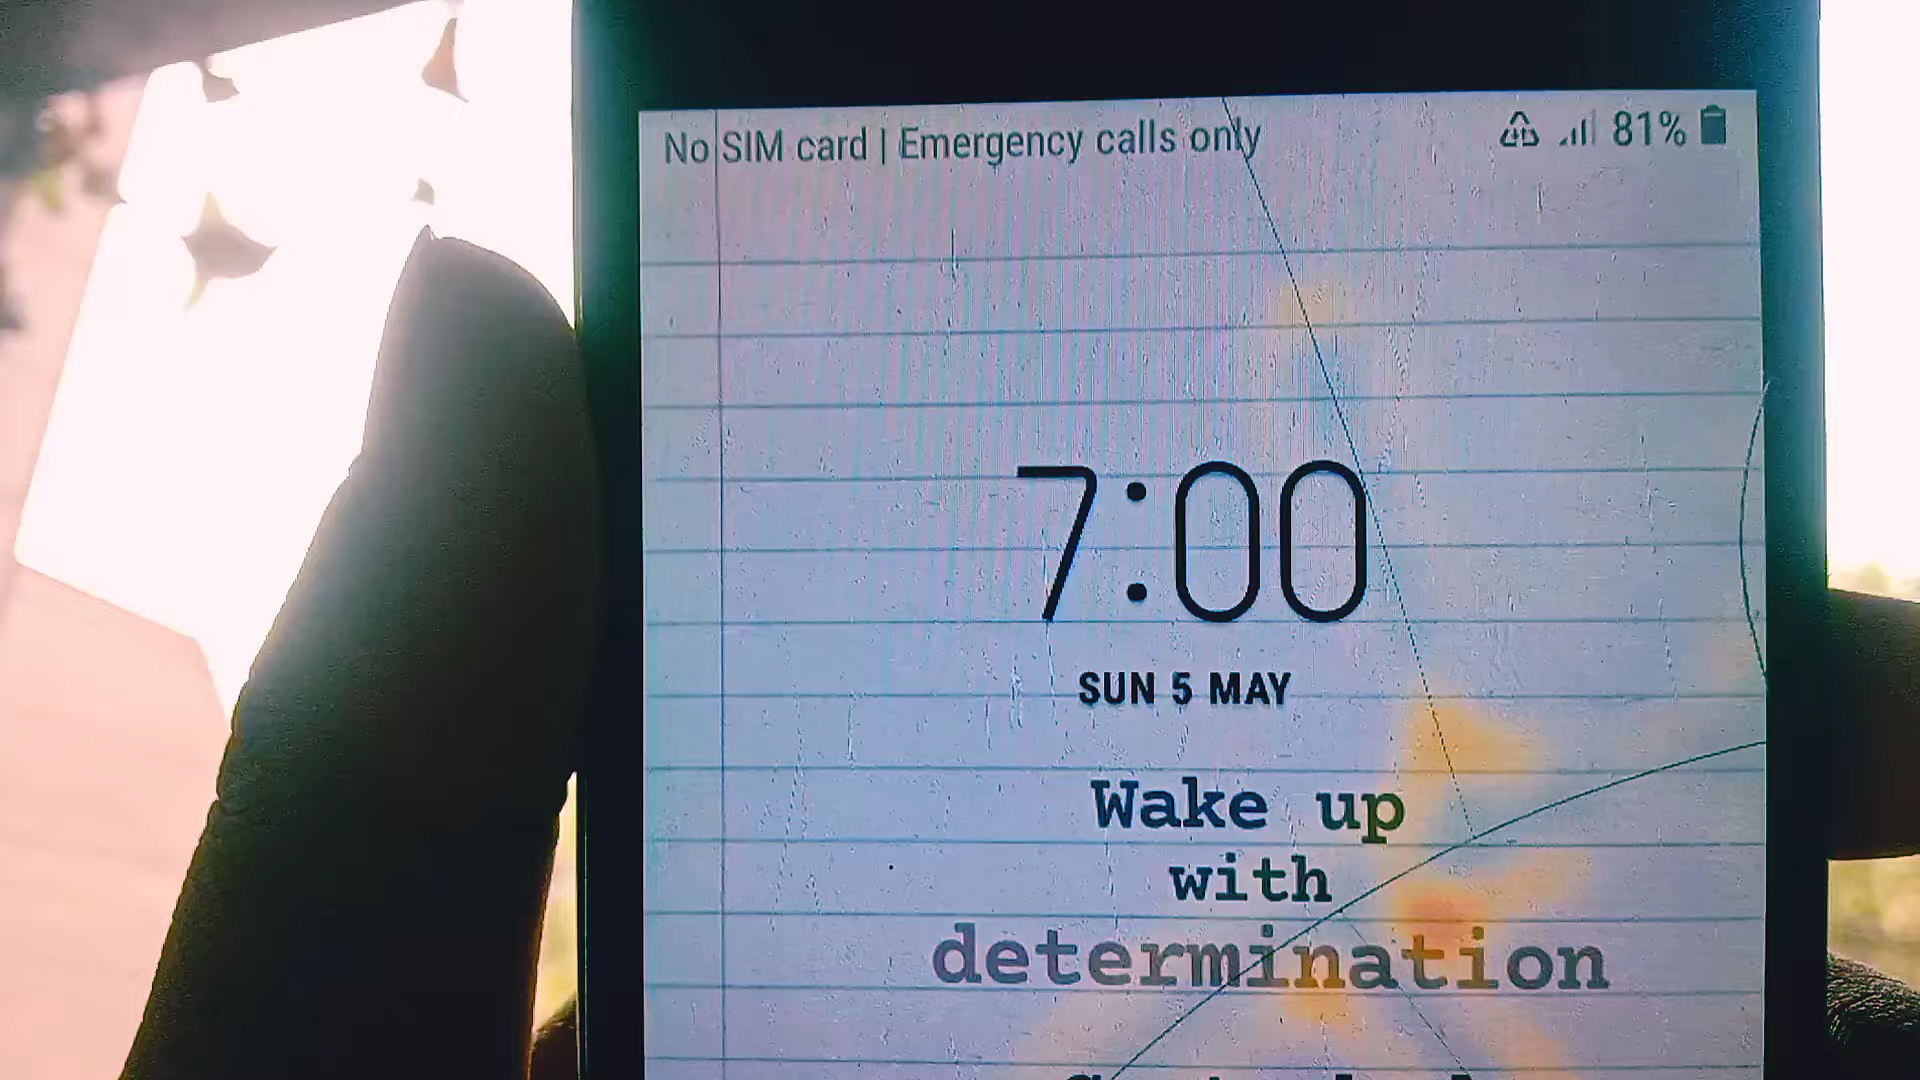 No SIM card | Emergency calls only 81%
7:00
SUN 5 MAY
Wake up
with
determination